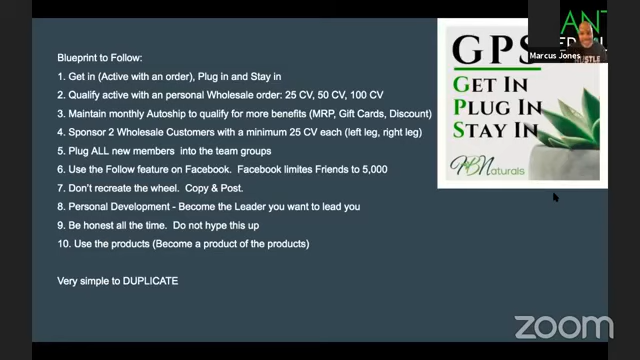 Blueprint to Follow:
1. Get in (Active with an order), Plug in and Stay in
2. Qualify active with an personal Wholesale order: 25 CV, 50 CV, 100 CV
3. Maintain monthly Autoship to qualify for more benefits (MRP, Gift Cards, Discount)
4. Sponsor 2 Wholesale Customers with a minimum 25 CV each (left leg, right leg)
5. Plug ALL new members into the team groups
6. Use the Follow feature on Facebook. Facebook limites Friends to 5,000
7. Don't recreate the wheel. Copy & Post.
8. Personal Development - Become the Leader you want to lead you
9. Be honest all the time. Do not hype this up
10. Use the products (Become a product of the products)
Very simple to DUPLICATE
GPS
GET IN
PLUG IN
STAY IN
HBNaturals
ANT
Marcus Jones
HUSTLE
zoom